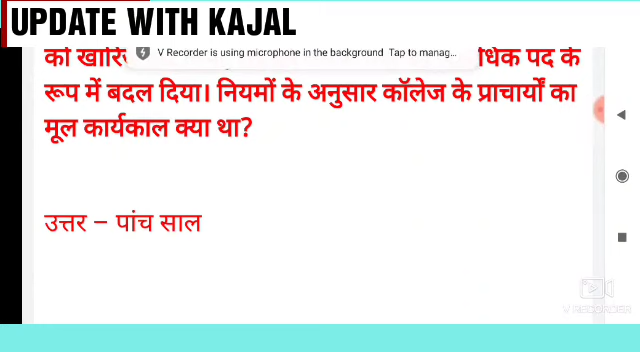 UPDATE WITH KAJAL
V Recorder is using microphone in the background Tap to manag...
को
के
रूप में बदल दिया। नियमों के अनुसार कॉलेज के प्राचार्यों का
मूल कार्यकाल क्या था?
उत्तर – पांच साल
V RECORDER